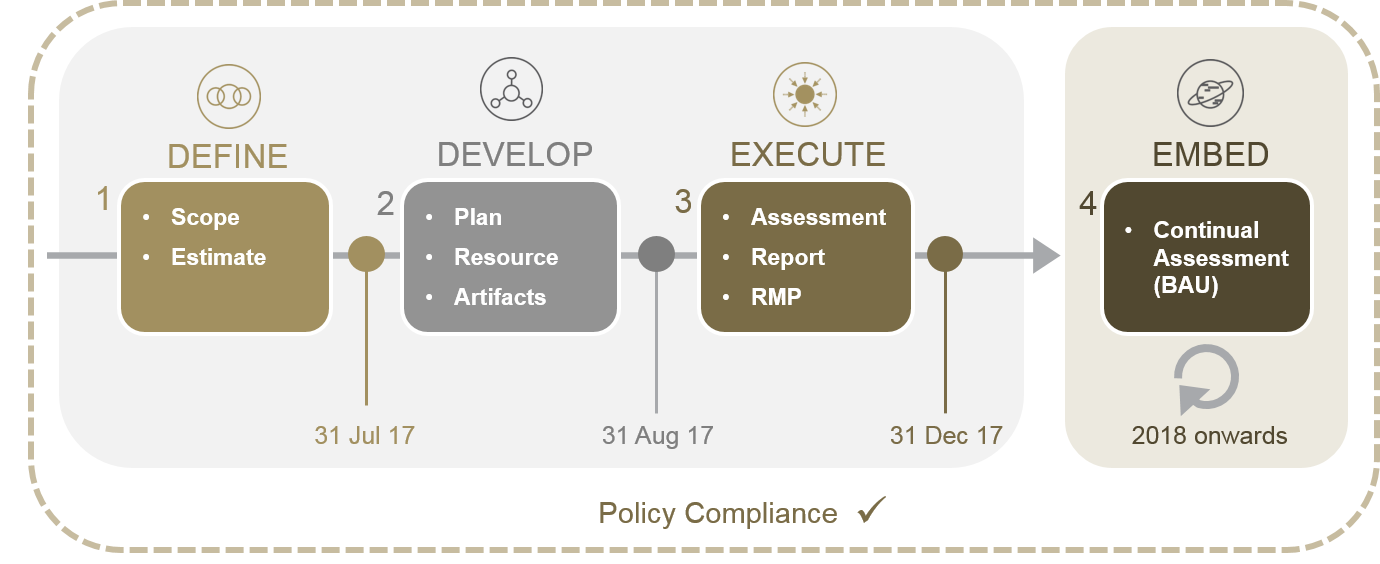 DEFINE
1
• Scope
• Estimate
31 Jul 17
DEVELOP
2
• Plan
• Resource
• Artifacts
31 Aug 17
EXECUTE
3
• Assessment
• Report
• RMP
31 Dec 17
EMBED
4
• Continual
Assessment
(BAU)
2018 onwards
Policy Compliance ✓